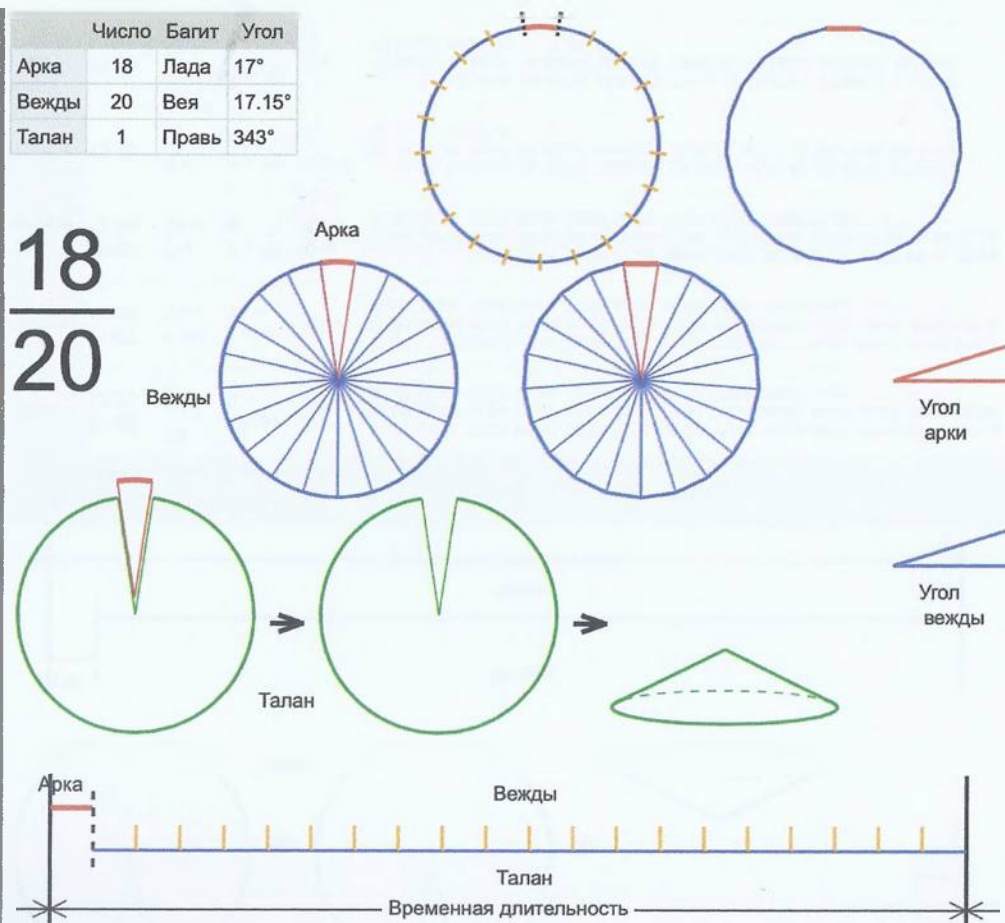 Число Багит Угол
Арка 18 Лада 17°
Вежды 20 Вея 17.15°
Талан 1 Правь 343°
18
20
Арка
Вежды
Угол
арки
Угол
вежды
Талан
Арка
Вежды
Талан
Временная длительность